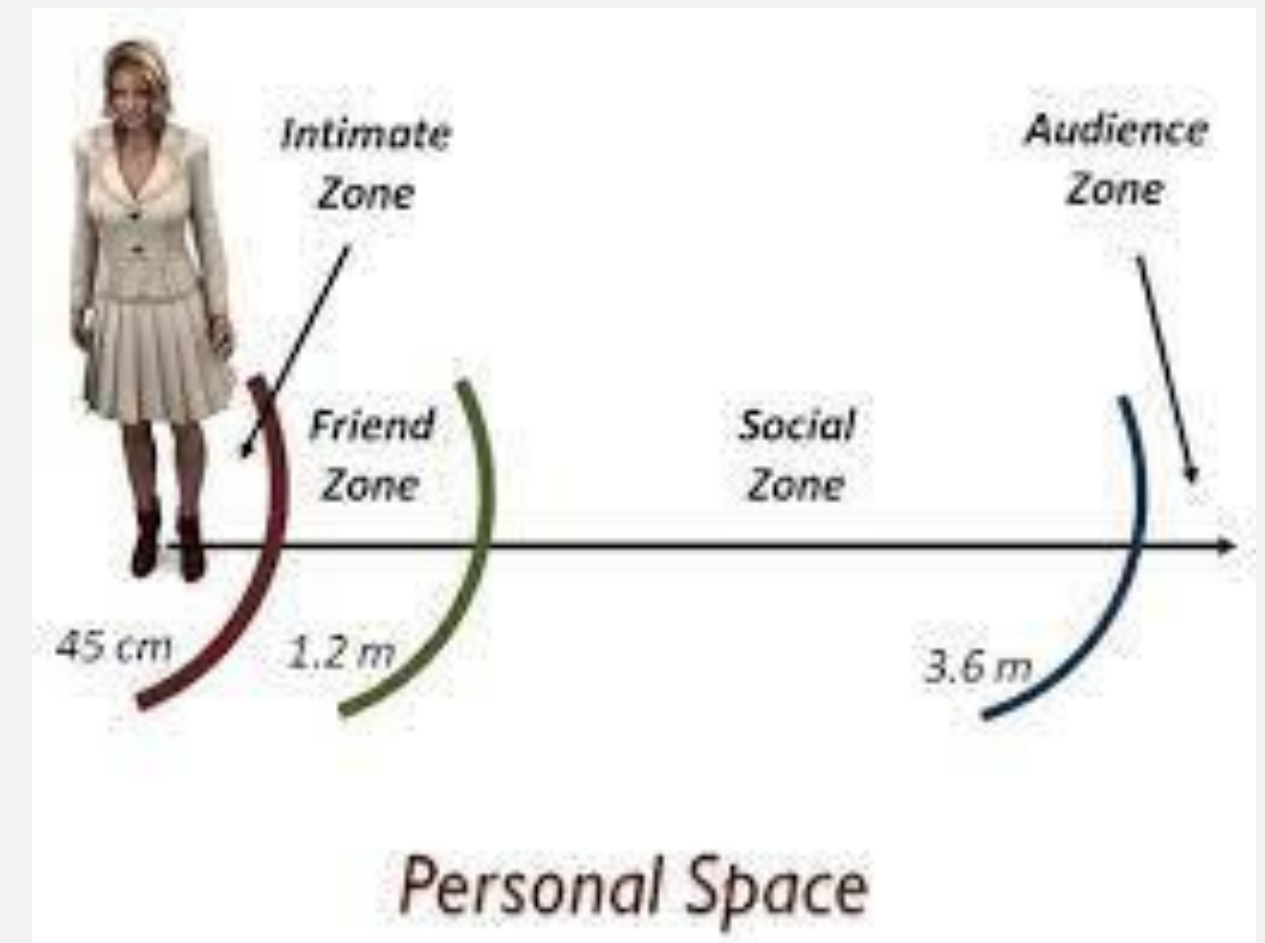 Intimate
Zone
Audience
Zone
Friend
Zone
Social
Zone
45 cm
1.2 m
3.6 m
Personal Space